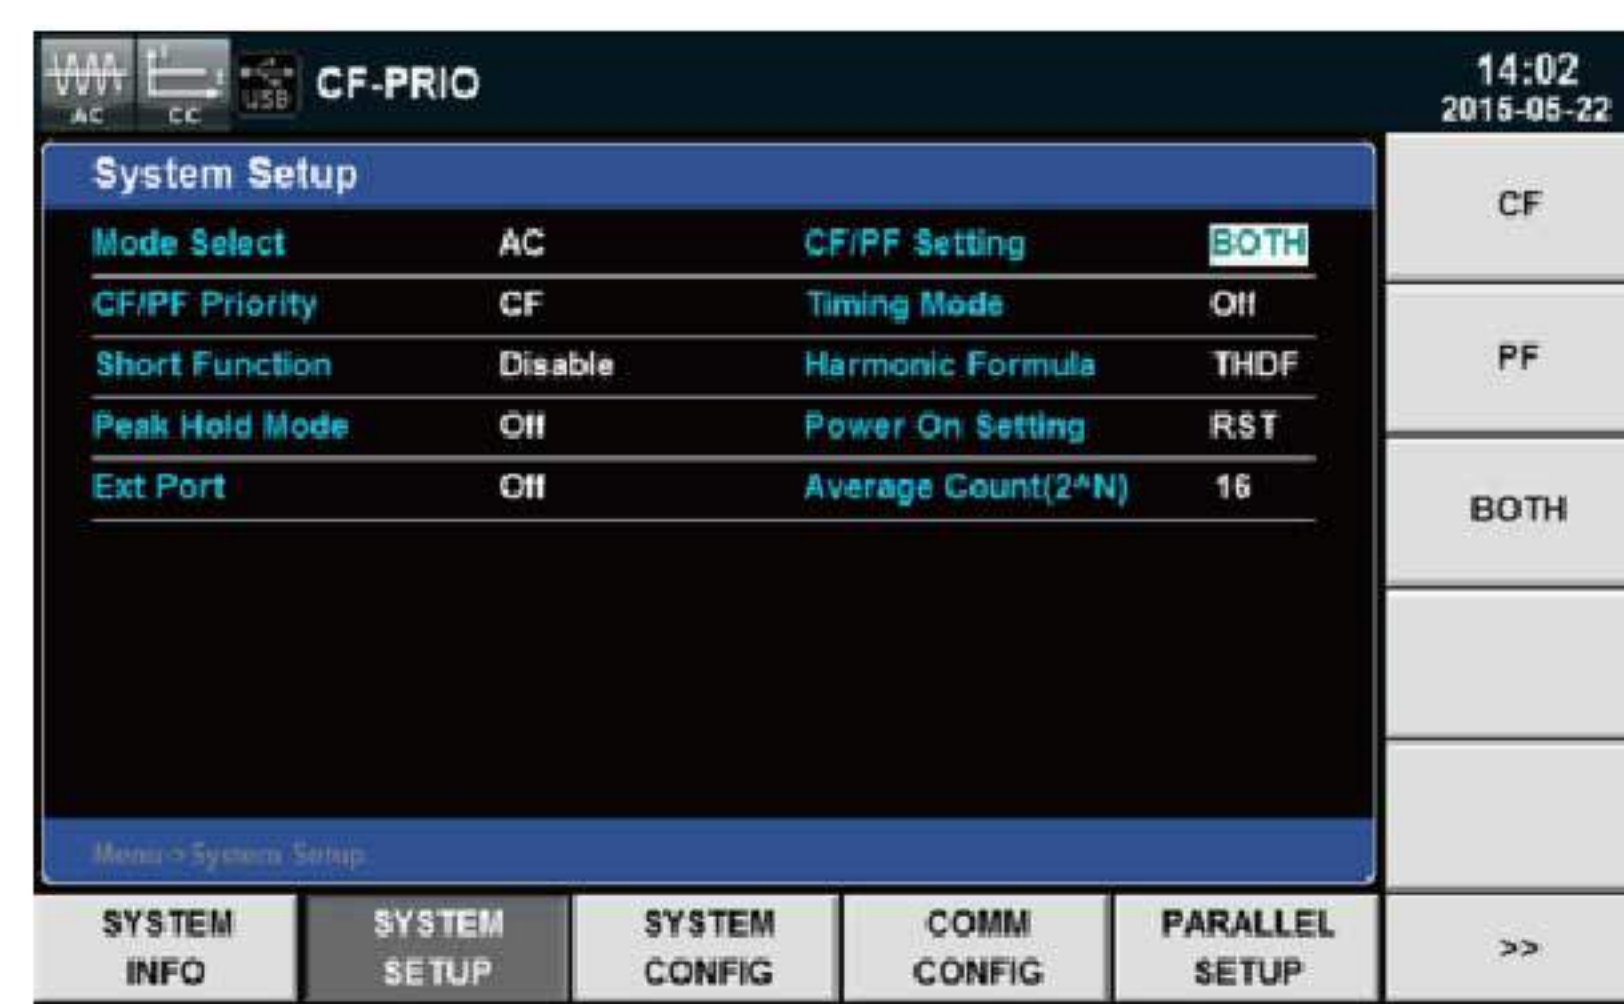 AC
CC
USB
CF-PRIO
14:02
2015-05-22
System Setup
Mode Select AC CF/PF Setting BOTH
CF/PF Priority CF Timing Mode Off
Short Function Disable Harmonic Formula THDF
Peak Hold Mode Off Power On Setting RST
Ext Port Off Average Count(2^N) 16
Menu->System Setup
CF
PF
BOTH
>>
SYSTEM INFO
SYSTEM SETUP
SYSTEM CONFIG
COMM CONFIG
PARALLEL SETUP